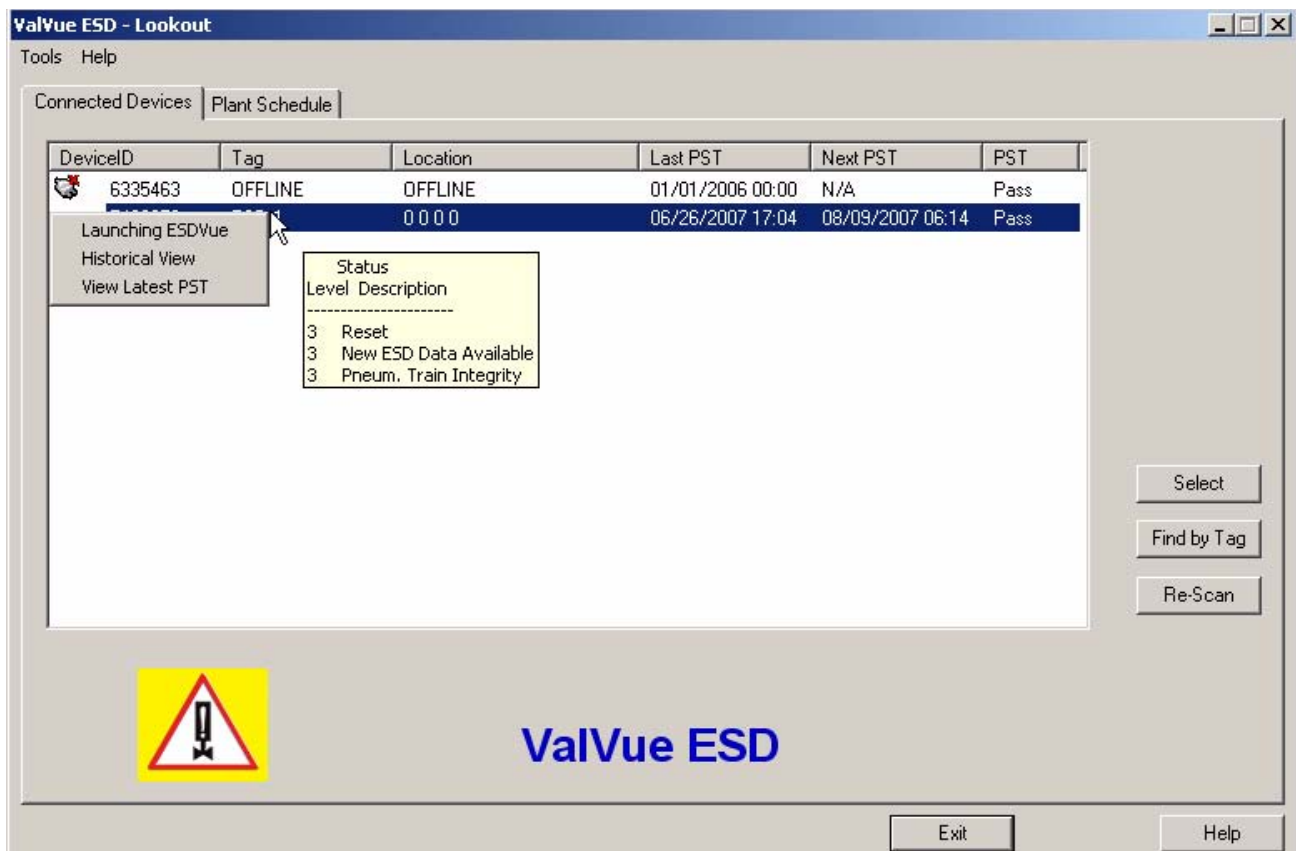 ValVue ESD - Lookout
Tools Help
Connected Devices Plant Schedule
DeviceID Tag Location Last PST Next PST PST
6335463 OFFLINE OFFLINE 01/01/2006 00:00 N/A Pass
0 0 0 0 06/26/2007 17:04 08/09/2007 06:14 Pass
Launching ESDVue
Historical View
View Latest PST
Status
Level Description
----------------------
3 Reset
3 New ESD Data Available
3 Pneum. Train Integrity
Select
Find by Tag
Re-Scan
ValVue ESD
Exit Help